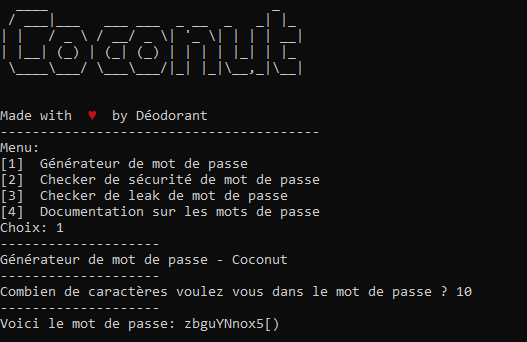 Coconut
Made with ♥ by Déodorant
----------------------------------------
Menu:
[1]  Générateur de mot de passe
[2]  Checker de sécurité de mot de passe
[3]  Checker de leak de mot de passe
[4]  Documentation sur les mots de passe
Choix: 1
--------------------
Générateur de mot de passe - Coconut
--------------------
Combien de caractères voulez vous dans le mot de passe ? 10
--------------------
Voici le mot de passe: zbguYNnox5[)